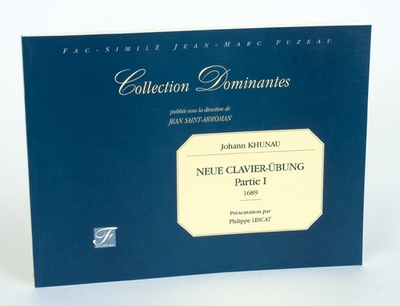 FAC-SIMILÉ JEAN-MARC FUZEAU
Collection Dominantes
publiée sous la direction de
JEAN SAINT-ARROMAN
Johann KHUNAU
NEUE CLAVIER-ÜBUNG
Partie I
1689
Présentation par
Philippe LESCAT
F
FUZEAU